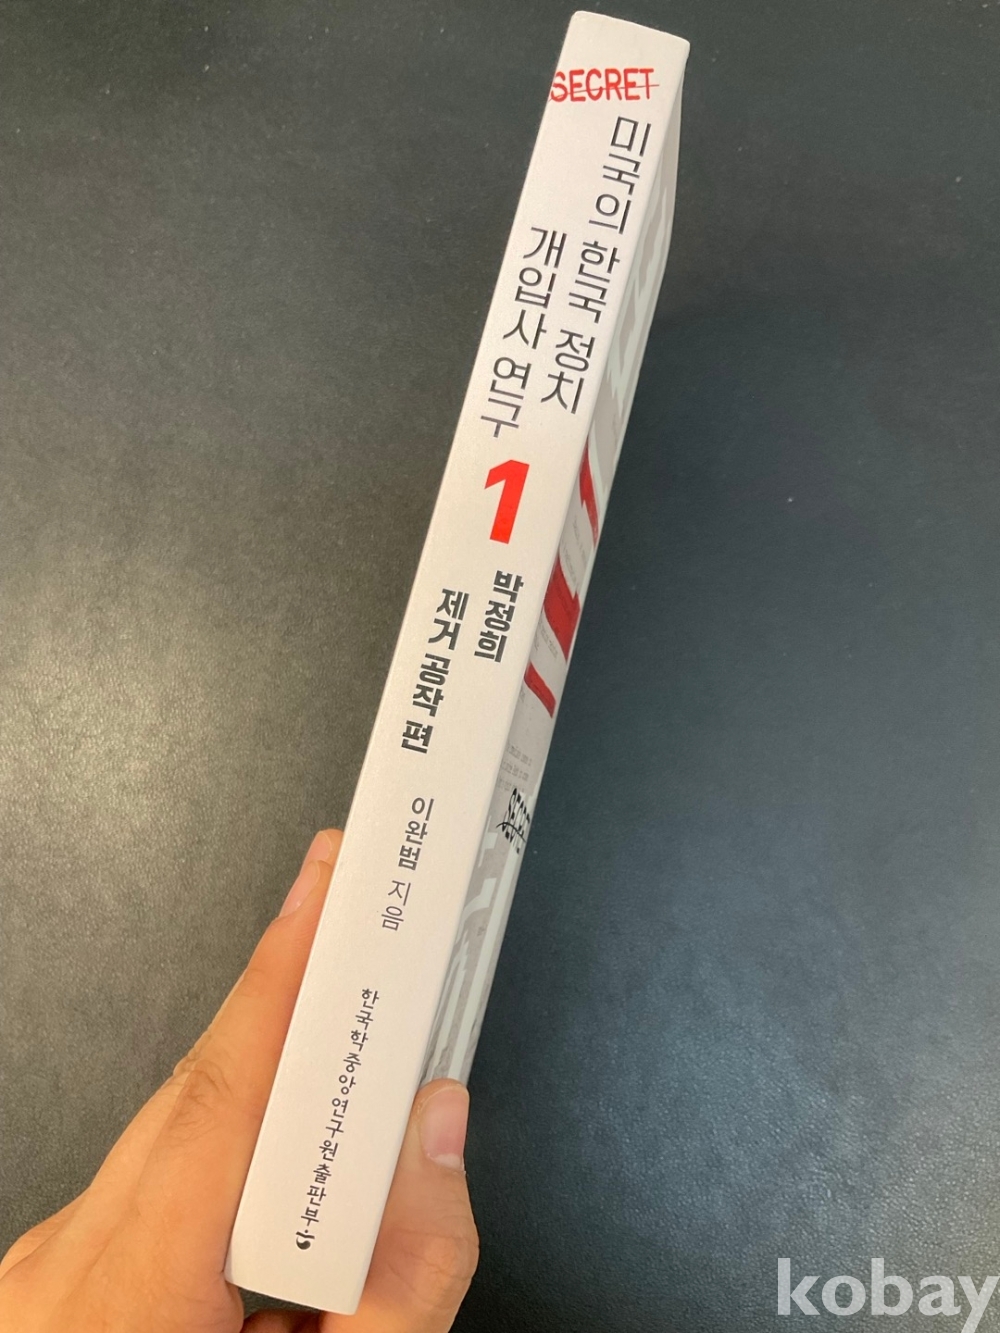 SECRET
미국의 한국 정치
개입사 연구
1
박정희
제거 공작 편
이완범 지음
한국학중앙연구원출판부
SECRET
kobay